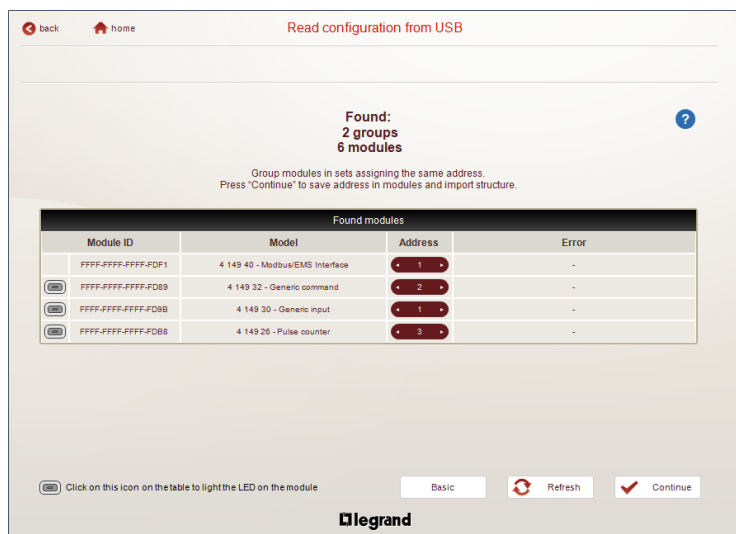 back
home
Read configuration from USB
Found:
2 groups
6 modules
?
Group modules in sets assigning the same address.
Press "Continue" to save address in modules and import structure.
Found modules
Module ID Model Address Error
FFFF-FFFF-FFFF-FDF1 4 149 40 - Modbus/EMS Interface 1 -
FFFF-FFFF-FFFF-FD89 4 149 32 - Generic command 2 -
FFFF-FFFF-FFFF-FD9B 4 149 30 - Generic input 1 -
FFFF-FFFF-FFFF-FDB8 4 149 26 - Pulse counter 3 -
Click on this icon on the table to light the LED on the module
Basic
Refresh
Continue
legrand